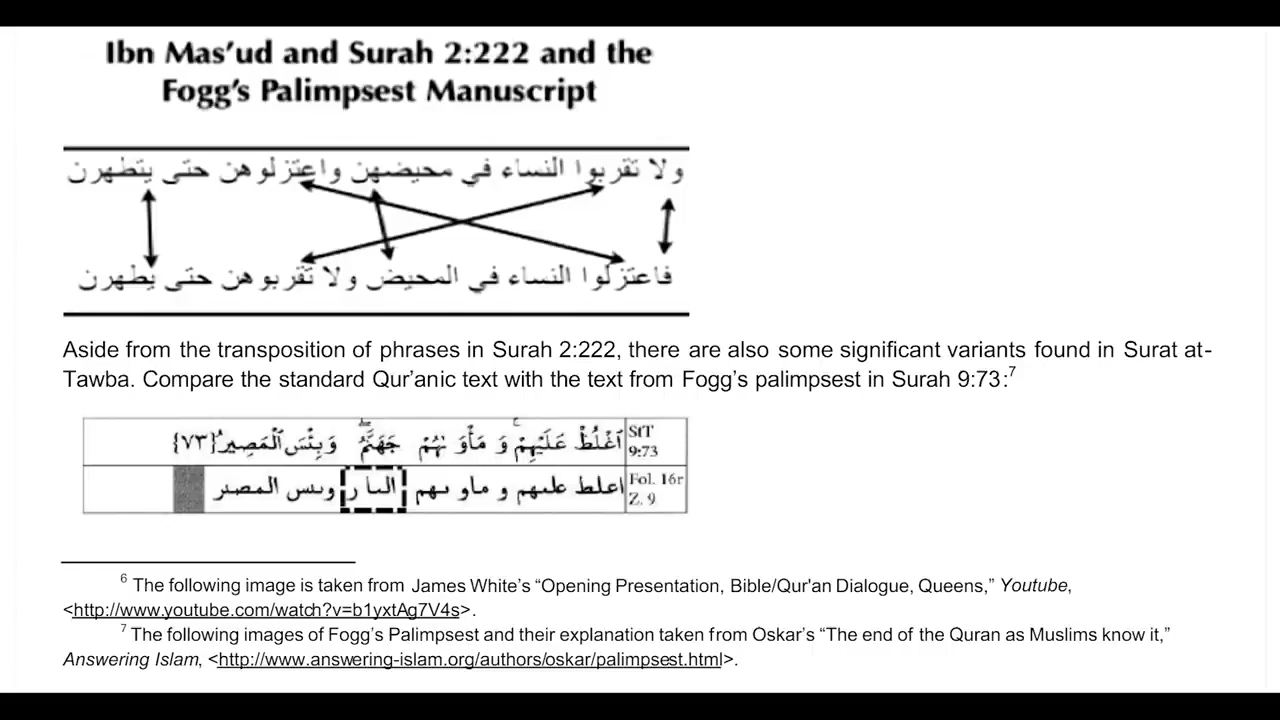 Ibn Mas'ud and Surah 2:222 and the
Fogg's Palimpsest Manuscript
ولا تقربوا النساء في محيضهن واعتزلوهن حتى يتطهرن
فاعتزلوا النساء في المحيض ولا تقربوهن حتى يطهرن
Aside from the transposition of phrases in Surah 2:222, there are also some significant variants found in Surat at-
Tawba. Compare the standard Qur'anic text with the text from Fogg's palimpsest in Surah 9:73:7
StT
9:73
ٱغْلُظْ عَلَيْهِمْ وَ مَأْوَ ىٰهُمْ جَهَنَّمُ وَبِئْسَ ٱلْمَصِيرُ {٧٣}
Fol. 16r
Z. 9
اعلط علىهم و ماو ىهم الىا ر وىىس المصىر
6 The following image is taken from James White's “Opening Presentation, Bible/Qur'an Dialogue, Queens,” Youtube,
<http://www.youtube.com/watch?v=b1yxtAg7V4s>.
7 The following images of Fogg's Palimpsest and their explanation taken from Oskar's “The end of the Quran as Muslims know it,”
Answering Islam, <http://www.answering-islam.org/authors/oskar/palimpsest.html>.